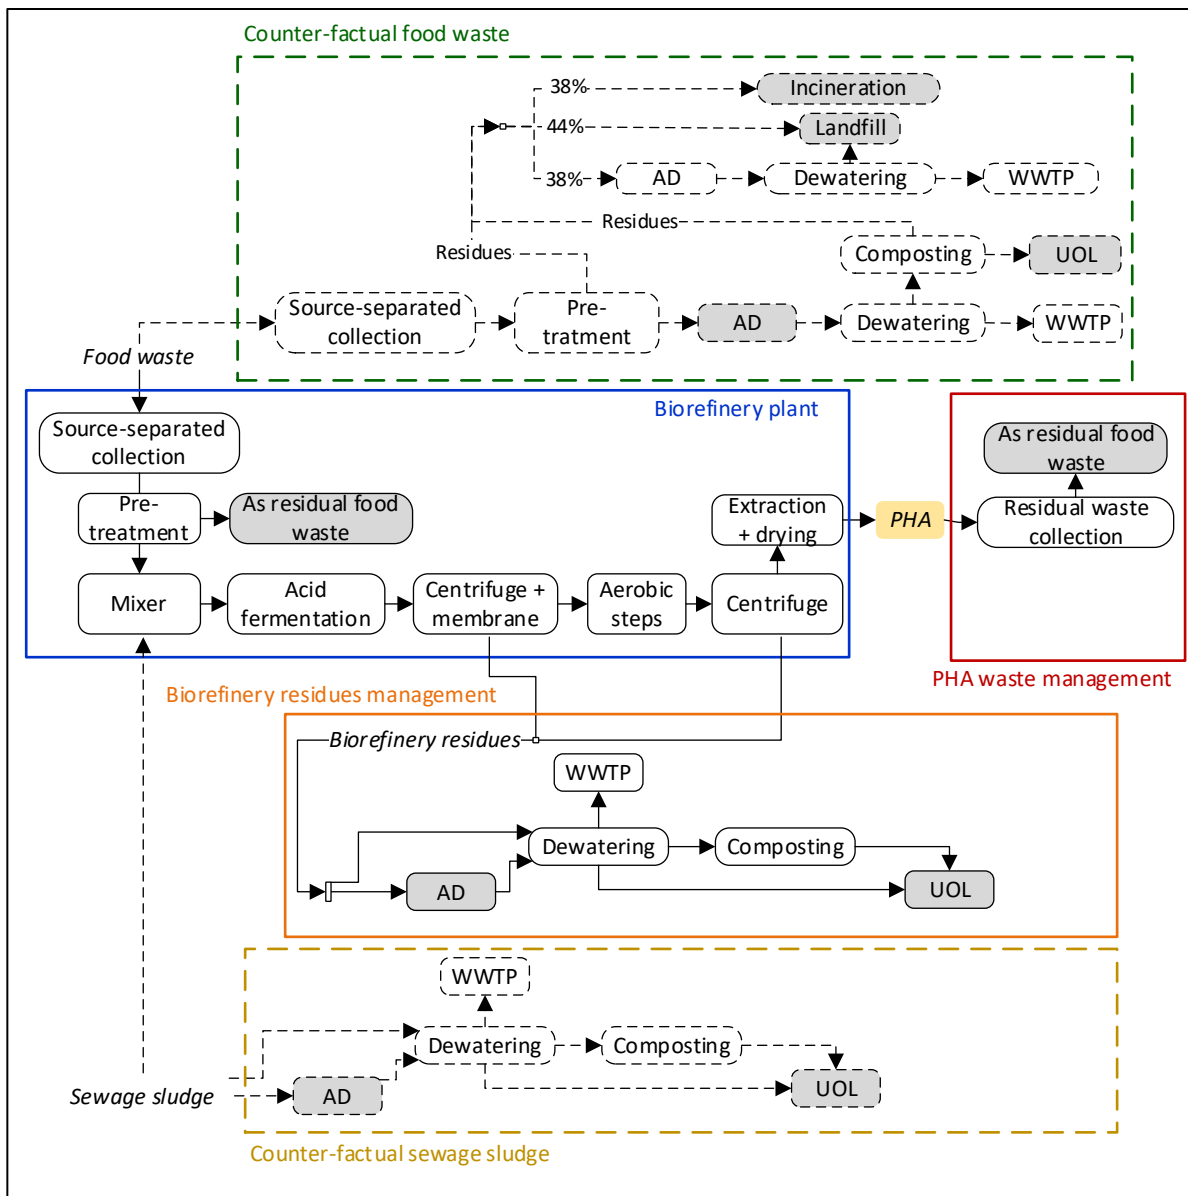 Counter-factual food waste
38%
Incineration
44%
Landfill
38%
AD
Dewatering
WWTP
Residues
Residues
Composting
UOL
Source-separated
collection
Pre-
tratment
AD
Dewatering
WWTP
Food waste
Biorefinery plant
Source-separated
collection
Pre-
treatment
As residual food
waste
Extraction
+ drying
PHA
As residual food
waste
Residual waste
collection
Mixer
Acid
fermentation
Centrifuge +
membrane
Aerobic
steps
Centrifuge
PHA waste management
Biorefinery residues management
Biorefinery residues
WWTP
Dewatering
Composting
AD
UOL
WWTP
Dewatering
Composting
Sewage sludge
AD
UOL
Counter-factual sewage sludge